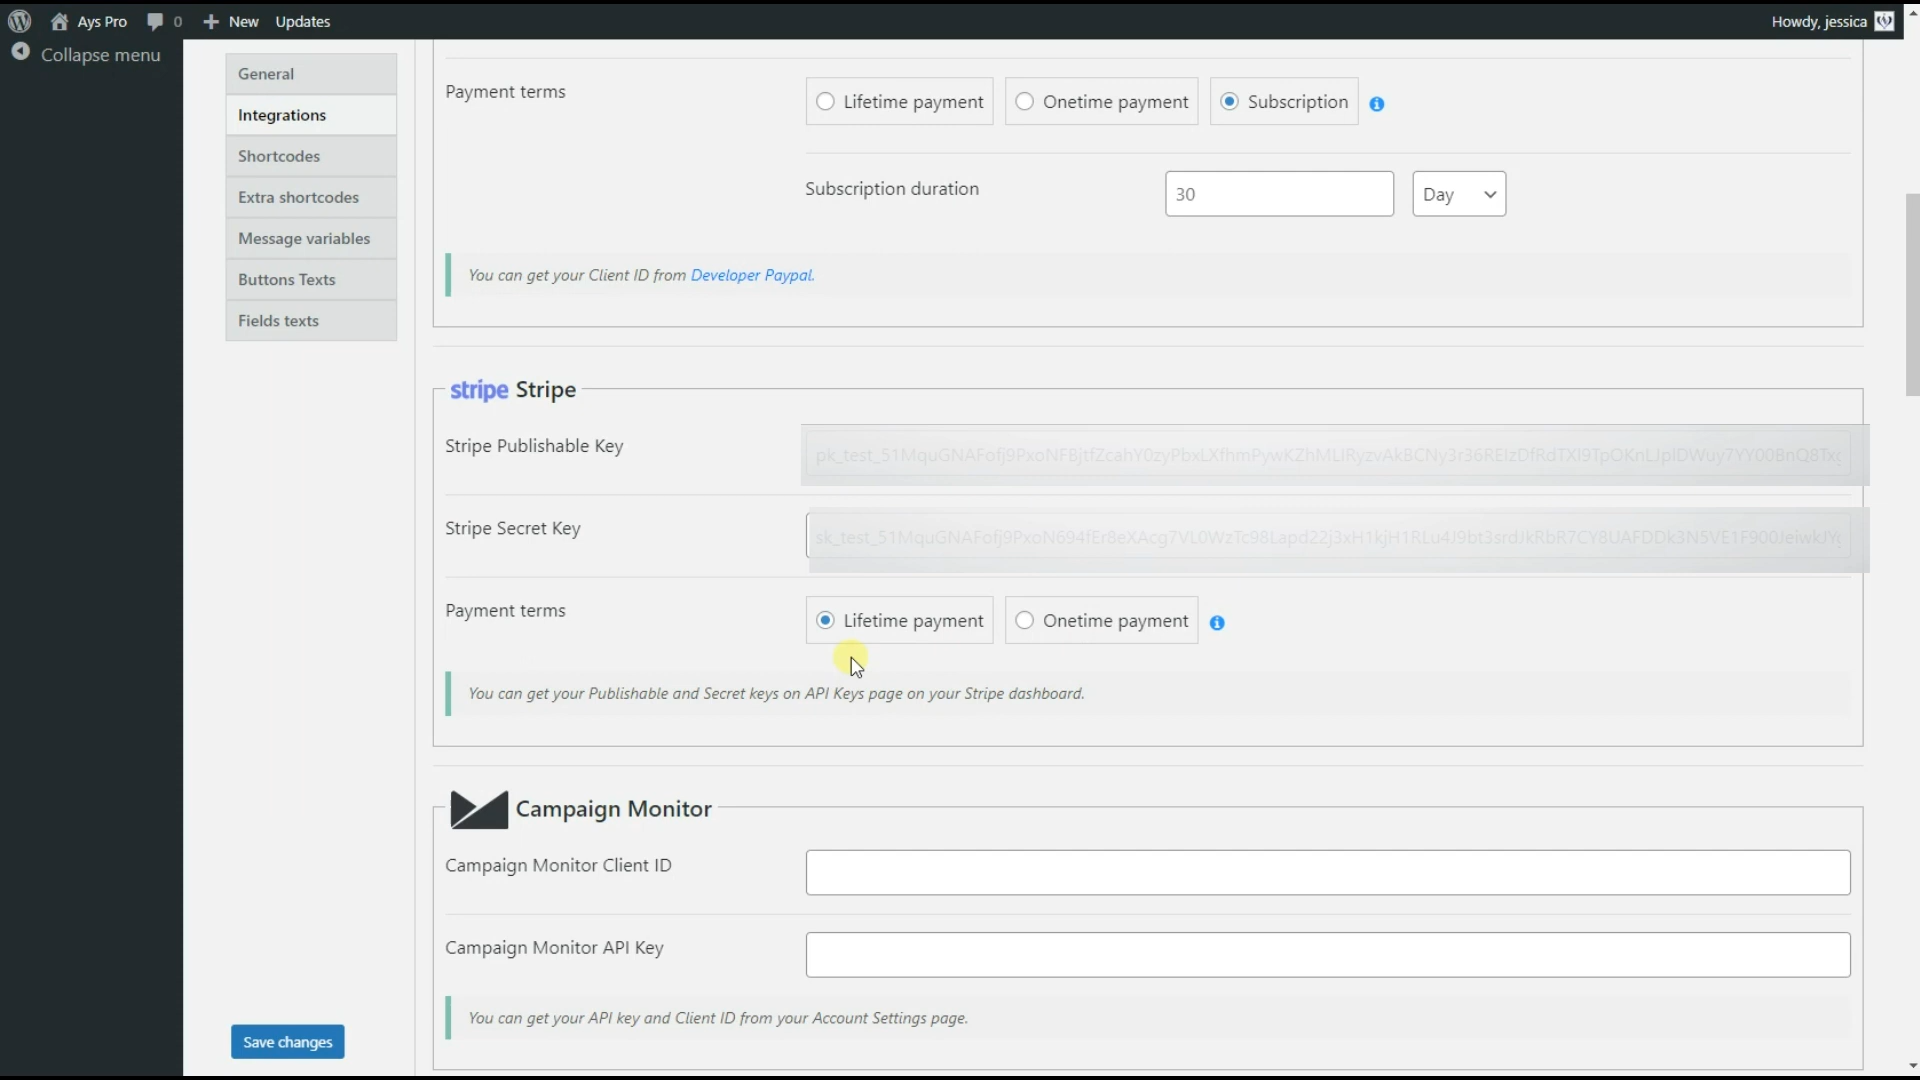 Ays Pro 0 New Updates Howdy, jessica
Collapse menu
General
Integrations
Shortcodes
Extra shortcodes
Message variables
Buttons Texts
Fields texts
Save changes
Payment terms Lifetime payment Onetime payment Subscription
Subscription duration 30 Day
You can get your Client ID from Developer Paypal.
stripe Stripe
Stripe Publishable Key
Stripe Secret Key
Payment terms Lifetime payment Onetime payment
You can get your Publishable and Secret keys on API Keys page on your Stripe dashboard.
Campaign Monitor
Campaign Monitor Client ID
Campaign Monitor API Key
You can get your API key and Client ID from your Account Settings page.